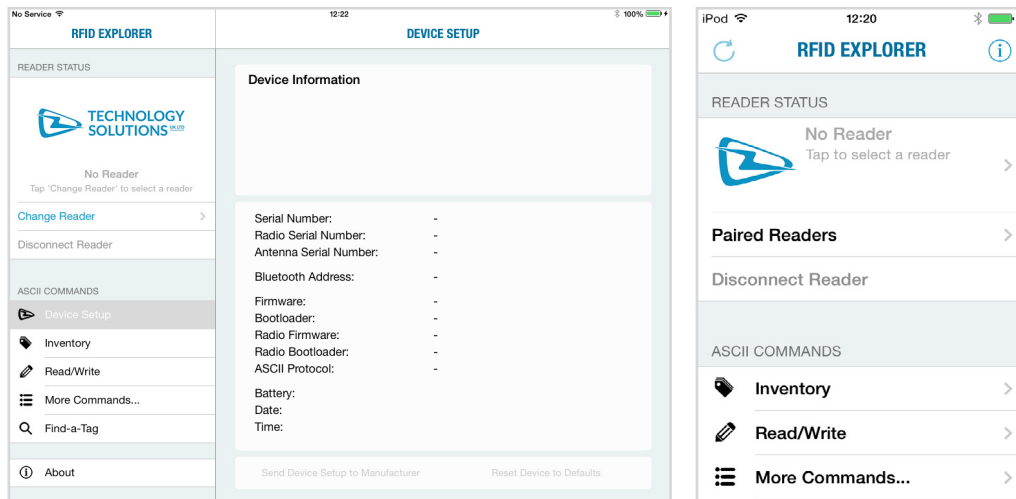 No Service 12:22 100%
RFID EXPLORER
DEVICE SETUP
READER STATUS
TECHNOLOGY
SOLUTIONS UK LTD
No Reader
Tap 'Change Reader' to select a reader
Change Reader
Disconnect Reader
ASCII COMMANDS
Device Setup
Inventory
Read/Write
More Commands...
Find-a-Tag
About
Device Information
Serial Number: -
Radio Serial Number: -
Antenna Serial Number: -
Bluetooth Address: -
Firmware: -
Bootloader: -
Radio Firmware: -
Radio Bootloader: -
ASCII Protocol: -
Battery:
Date:
Time:
Send Device Setup to Manufacturer Reset Device to Defaults
iPod 12:20
RFID EXPLORER
READER STATUS
No Reader
Tap to select a reader
Paired Readers
Disconnect Reader
ASCII COMMANDS
Inventory
Read/Write
More Commands...